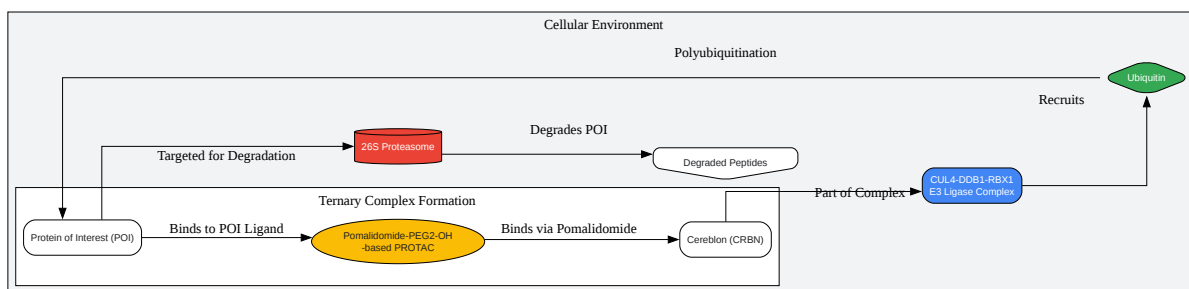 Cellular Environment
Polyubiquitination
Ubiquitin
Recruits
Degrades POI
26S Proteasome
Targeted for Degradation
Degraded Peptides
CUL4-DDB1-RBX1
E3 Ligase Complex
Part of Complex
Ternary Complex Formation
Binds to POI Ligand
Binds via Pomalidomide
Protein of Interest (POI)
Pomalidomide-PEG2-OH
-based PROTAC
Cereblon (CRBN)